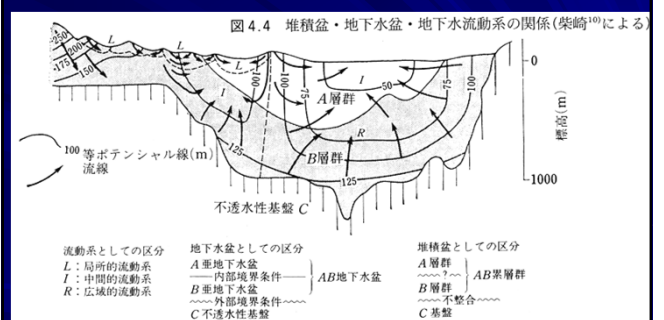 図4.4 堆積盆・地下水盆・地下水流動系の関係(柴崎10)による)
250
200
175
150
L
L
L
I
100
100
75
A層群
I
50
75
100
R
B層群
125
125
0
標高(m)
1000
100 等ポテンシャル線(m)
流線
不透水性基盤 C
流動系としての区分
L:局所的流動系
I:中間的流動系
R:広域的流動系
地下水盆としての区分
A亜地下水盆
内部境界条件
B亜地下水盆
AB地下水盆
外部境界条件
C不透水性基盤
堆積盆としての区分
A層群
?
B層群
AB累層群
不整合
C基盤